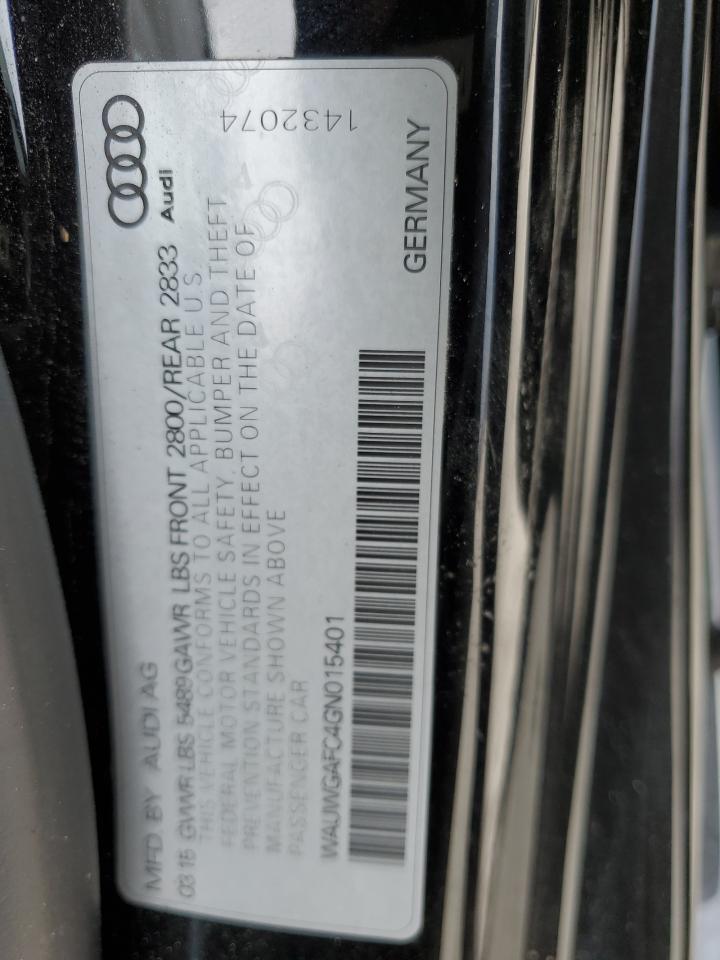 MFD. BY AUDI AG
Audi
03 15 GVWR LBS 5489 GAWR LBS FRONT 2800/REAR 2833
THIS VEHICLE CONFORMS TO ALL APPLICABLE U.S.
FEDERAL MOTOR VEHICLE SAFETY, BUMPER AND THEFT
PREVENTION STANDARDS IN EFFECT ON THE DATE OF
MANUFACTURE SHOWN ABOVE
PASSENGER CAR
1432074
WAUWGAFC4GN015401
GERMANY